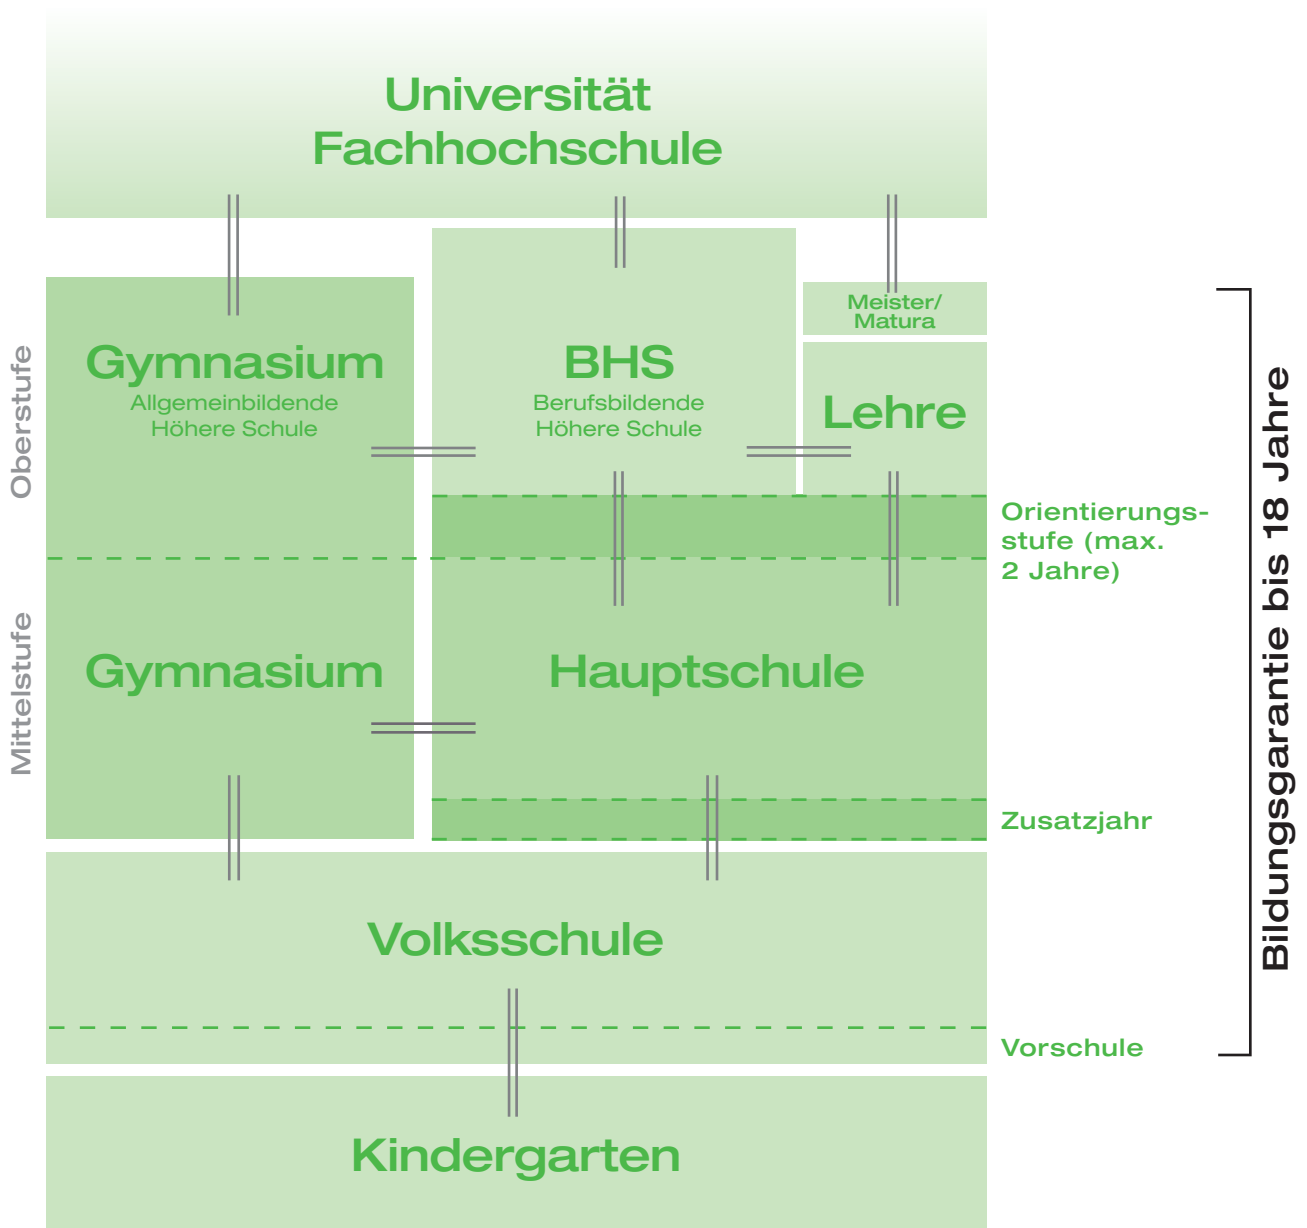 Universität
Fachhochschule
Meister/
Matura
Gymnasium
Allgemeinbildende
Höhere Schule
BHS
Berufsbildende
Höhere Schule
Lehre
Oberstufe
Orientierungs-
stufe (max.
2 Jahre)
Mittelstufe
Gymnasium
Hauptschule
Zusatzjahr
Volksschule
Vorschule
Kindergarten
Bildungsgarantie bis 18 Jahre